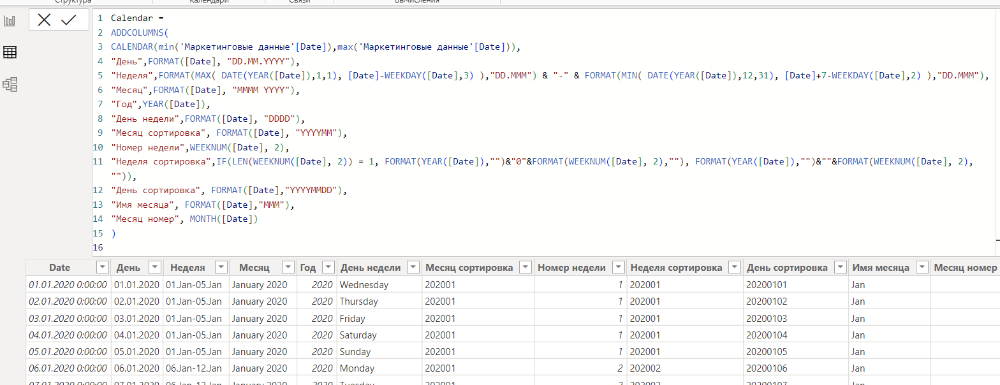 Структура Календари Связи Вычисления
1 Calendar =
2 ADDCOLUMNS(
3 CALENDAR(min('Маркетинговые данные'[Date]),max('Маркетинговые данные'[Date])),
4 "День",FORMAT([Date], "DD.MM.YYYY"),
5 "Неделя",FORMAT(MAX( DATE(YEAR([Date]),1,1), [Date]-WEEKDAY([Date],3) ),"DD.MMM") & "-" & FORMAT(MIN( DATE(YEAR([Date]),12,31), [Date]+7-WEEKDAY([Date],2) ),"DD.MMM"),
6 "Месяц",FORMAT([Date], "MMMM YYYY"),
7 "Год",YEAR([Date]),
8 "День недели",FORMAT([Date], "DDDD"),
9 "Месяц сортировка", FORMAT([Date], "YYYYMM"),
10 "Номер недели",WEEKNUM([Date], 2),
11 "Неделя сортировка",IF(LEN(WEEKNUM([Date], 2)) = 1, FORMAT(YEAR([Date]),"")&"0"&FORMAT(WEEKNUM([Date], 2),""), FORMAT(YEAR([Date]),"")&""&FORMAT(WEEKNUM([Date], 2),
"")),
12 "День сортировка", FORMAT([Date],"YYYYMMDD"),
13 "Имя месяца", FORMAT([Date],"MMM"),
14 "Месяц номер", MONTH([Date])
15 )
16
Date День Неделя Месяц Год День недели Месяц сортировка Номер недели Неделя сортировка День сортировка Имя месяца Месяц номер
01.01.2020 0:00:00 01.01.2020 01.Jan-05.Jan January 2020 2020 Wednesday 202001 1 202001 20200101 Jan
02.01.2020 0:00:00 02.01.2020 01.Jan-05.Jan January 2020 2020 Thursday 202001 1 202001 20200102 Jan
03.01.2020 0:00:00 03.01.2020 01.Jan-05.Jan January 2020 2020 Friday 202001 1 202001 20200103 Jan
04.01.2020 0:00:00 04.01.2020 01.Jan-05.Jan January 2020 2020 Saturday 202001 1 202001 20200104 Jan
05.01.2020 0:00:00 05.01.2020 01.Jan-05.Jan January 2020 2020 Sunday 202001 1 202001 20200105 Jan
06.01.2020 0:00:00 06.01.2020 06.Jan-12.Jan January 2020 2020 Monday 202001 2 202002 20200106 Jan
07.01.2020 0:00:00 07.01.2020 06.Jan-12.Jan January 2020 2020 Tuesday 202001 2 202002 20200107 Jan